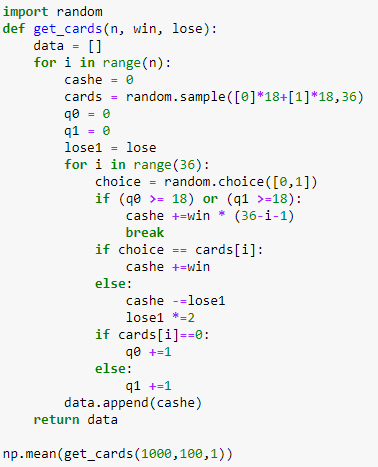 import random
def get_cards(n, win, lose):
    data = []
    for i in range(n):
        cashe = 0
        cards = random.sample([0]*18+[1]*18,36)
        q0 = 0
        q1 = 0
        lose1 = lose
        for i in range(36):
            choice = random.choice([0,1])
            if (q0 >= 18) or (q1 >=18):
                cashe +=win * (36-i-1)
                break
            if choice == cards[i]:
                cashe +=win
            else:
                cashe -=lose1
                lose1 *=2
            if cards[i]==0:
                q0 +=1
            else:
                q1 +=1
        data.append(cashe)
    return data

np.mean(get_cards(1000,100,1))